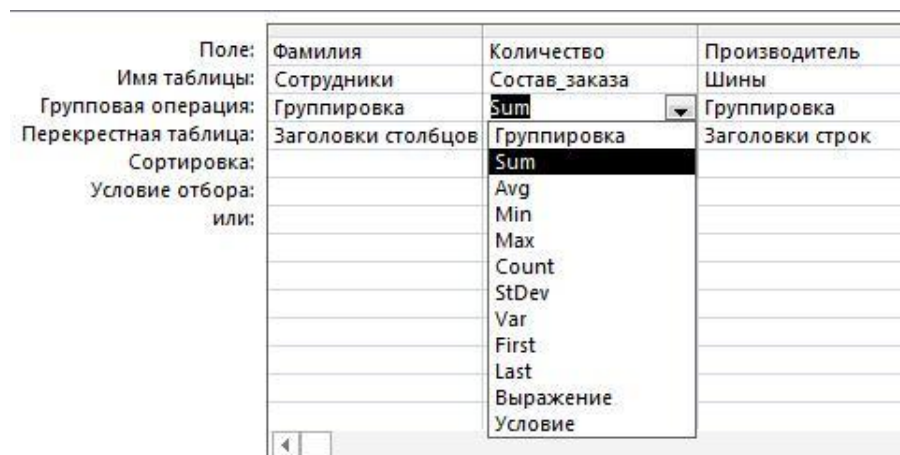 Поле: Фамилия Количество Производитель
Имя таблицы: Сотрудники Состав_заказа Шины
Групповая операция: Группировка Sum Группировка
Перекрестная таблица: Заголовки столбцов Группировка Заголовки строк
Сортировка: Sum
Условие отбора: Avg
или: Min
Max
Count
StDev
Var
First
Last
Выражение
Условие